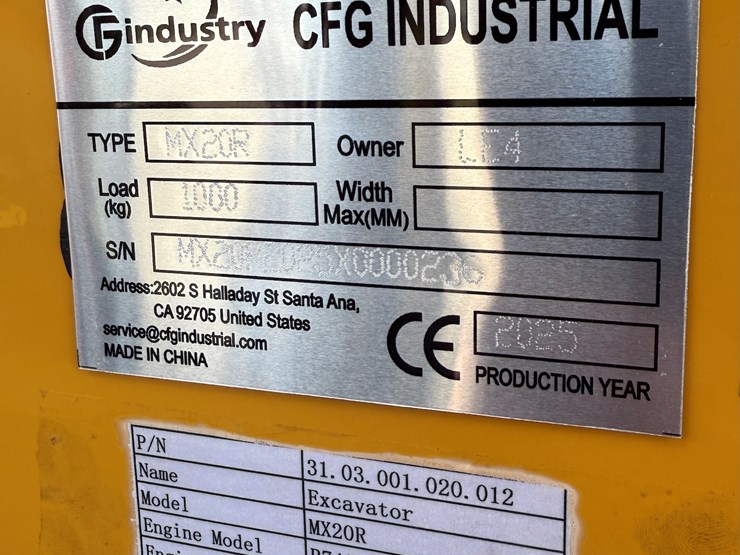 industry CFG INDUSTRIAL
TYPE MX20R Owner
Load (kg) 1000 Width Max(MM)
S/N
Address:2602 S Halladay St Santa Ana,
CA 92705 United States
service@cfgindustrial.com
MADE IN CHINA
CE 2025
PRODUCTION YEAR
P/N 31.03.001.020.012
Name Excavator
Model MX20R
Engine Model